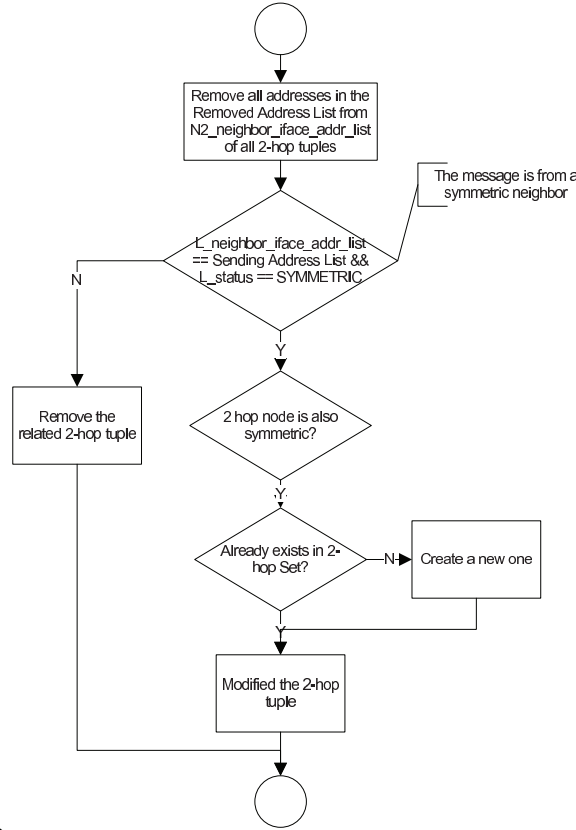 Remove all addresses in the
Removed Address List from
N2_neighbor_iface_addr_list
of all 2-hop tuples
The message is from a
symmetric neighbor
L_neighbor_iface_addr_list
== Sending Address List &&
L_status == SYMMETRIC
N
Y
Remove the
related 2-hop tuple
2 hop node is also
symmetric?
Y
Already exists in 2-
hop Set?
N
Create a new one
Y
Modified the 2-hop
tuple